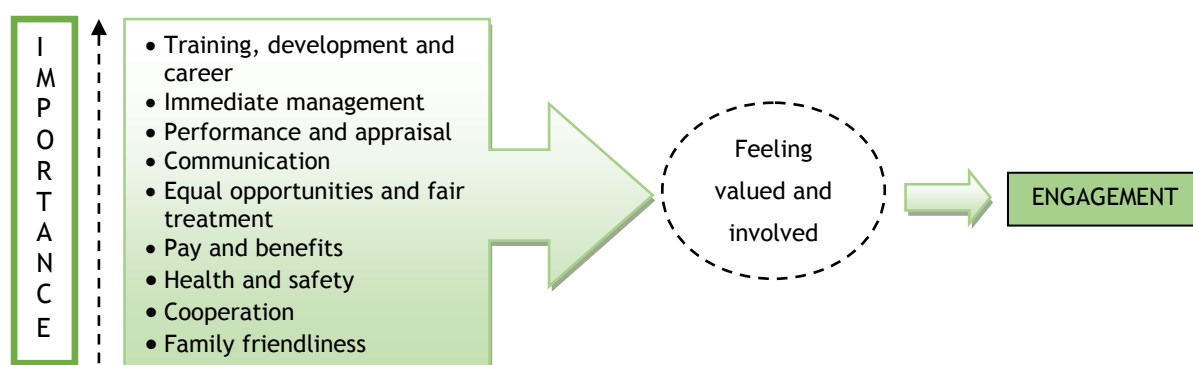 I
M
P
O
R
T
A
N
C
E
• Training, development and
career
• Immediate management
• Performance and appraisal
• Communication
• Equal opportunities and fair
treatment
• Pay and benefits
• Health and safety
• Cooperation
• Family friendliness
Feeling
valued and
involved
ENGAGEMENT